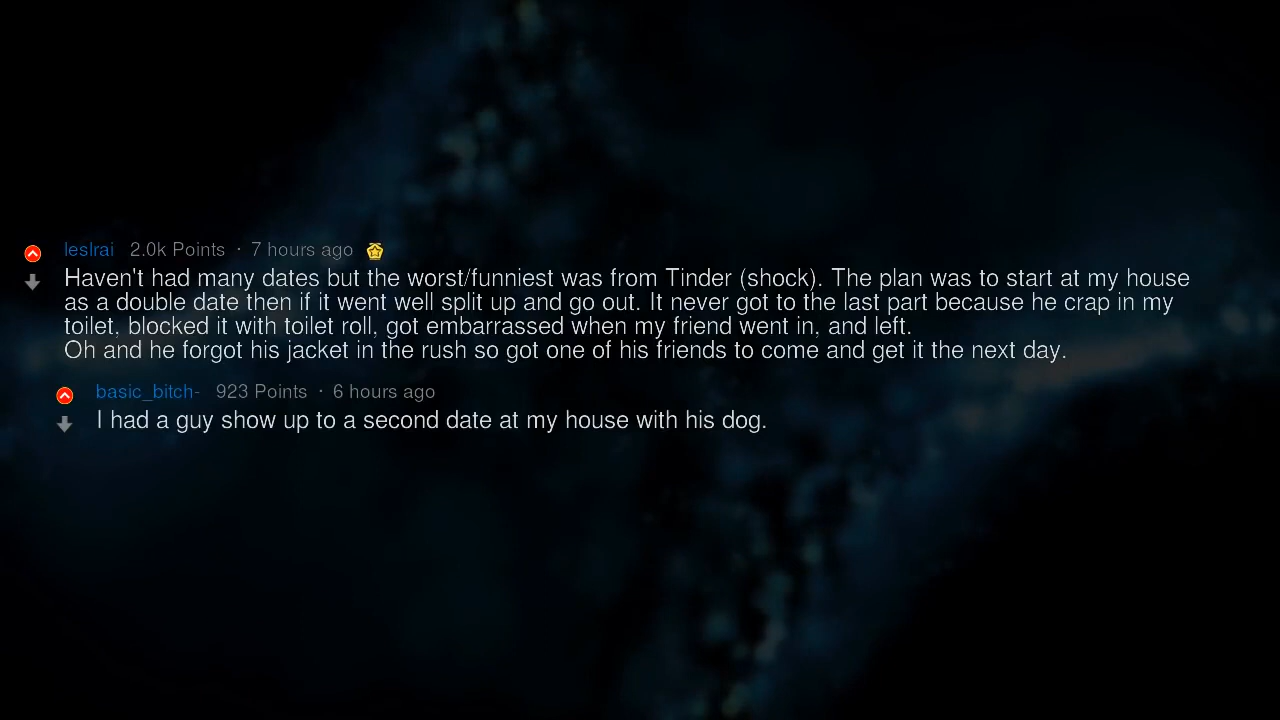 leslrai 2.0k Points · 7 hours ago
Haven't had many dates but the worst/funniest was from Tinder (shock). The plan was to start at my house
as a double date then if it went well split up and go out. It never got to the last part because he crap in my
toilet, blocked it with toilet roll, got embarrassed when my friend went in, and left.
Oh and he forgot his jacket in the rush so got one of his friends to come and get it the next day.
basic_bitch- 923 Points · 6 hours ago
I had a guy show up to a second date at my house with his dog.